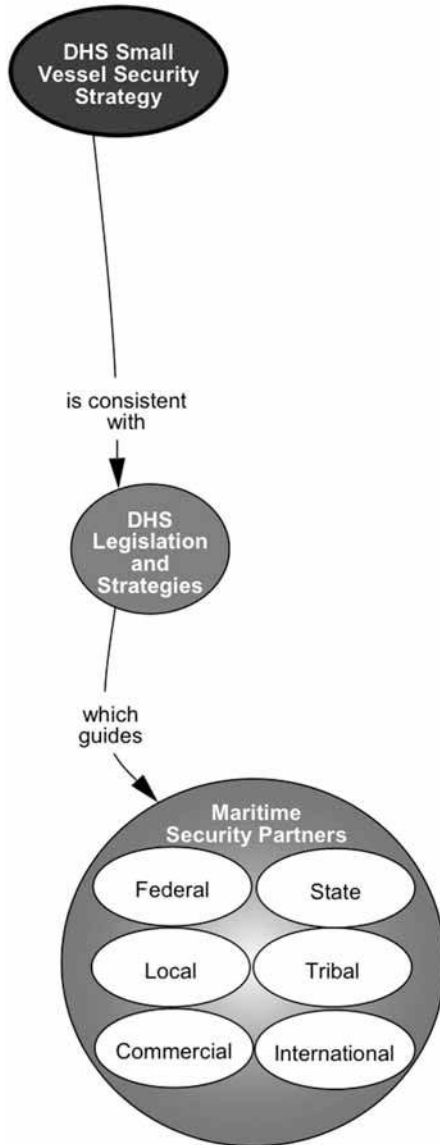 DHS Small
Vessel Security
Strategy
is consistent
with
DHS
Legislation
and
Strategies
which
guides
Maritime
Security Partners
Federal
State
Local
Tribal
Commercial
International